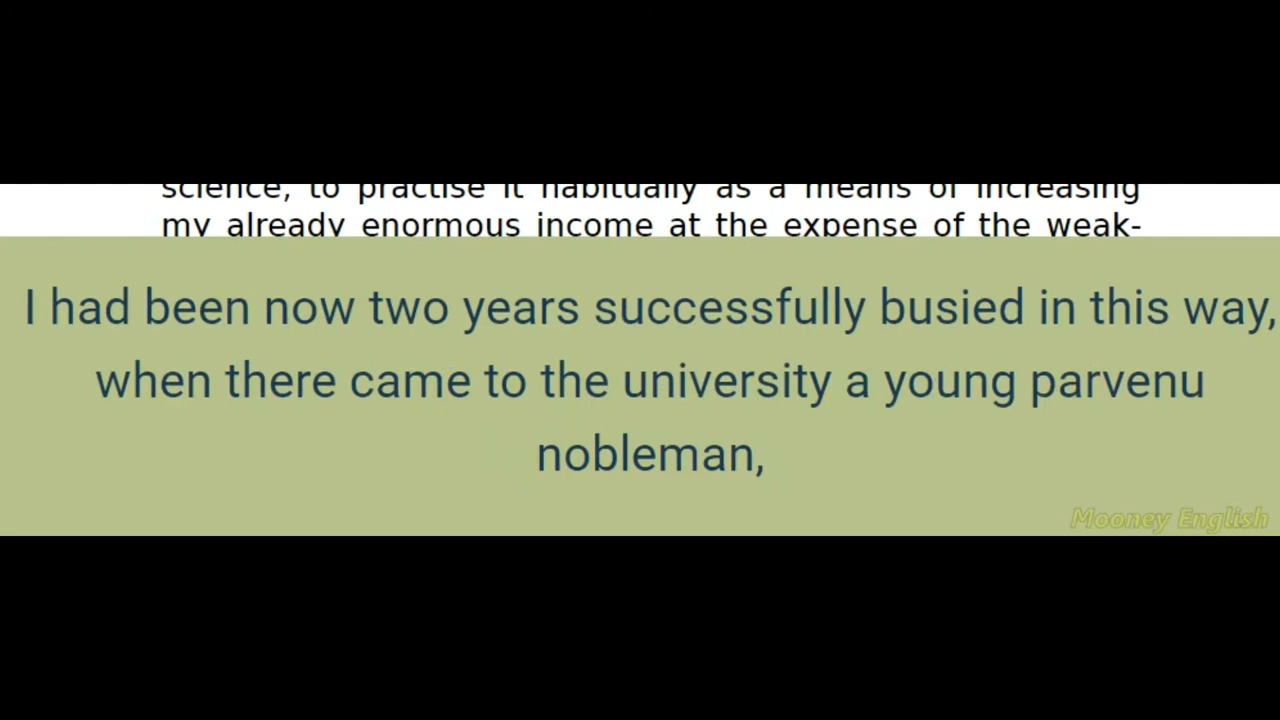 science, to practise it habitually as a means of increasing
my already enormous income at the expense of the weak-
I had been now two years successfully busied in this way,
when there came to the university a young parvenu
nobleman,
Mooney English